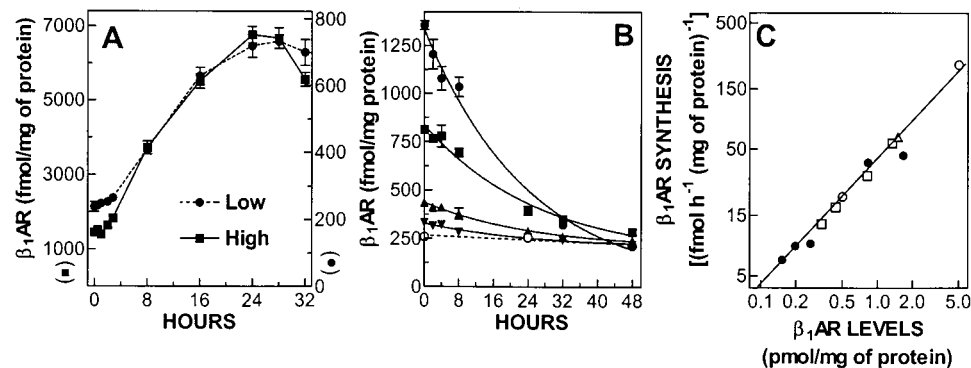 A
β₁AR (fmol/mg of protein)
7000
5000
3000
1000
(■)
800
600
400
200
0
(●)
Low
High
0 8 16 24 32
HOURS
B
β₁AR (fmol/mg protein)
1250
1000
750
500
250
0
0 8 16 24 32 40 48
HOURS
C
β₁AR SYNTHESIS
[(fmol h⁻¹ (mg of protein)⁻¹]
500
150
50
15
5
0.1 0.2 0.5 1.0 1.5 5.0
β₁AR LEVELS
(pmol/mg of protein)